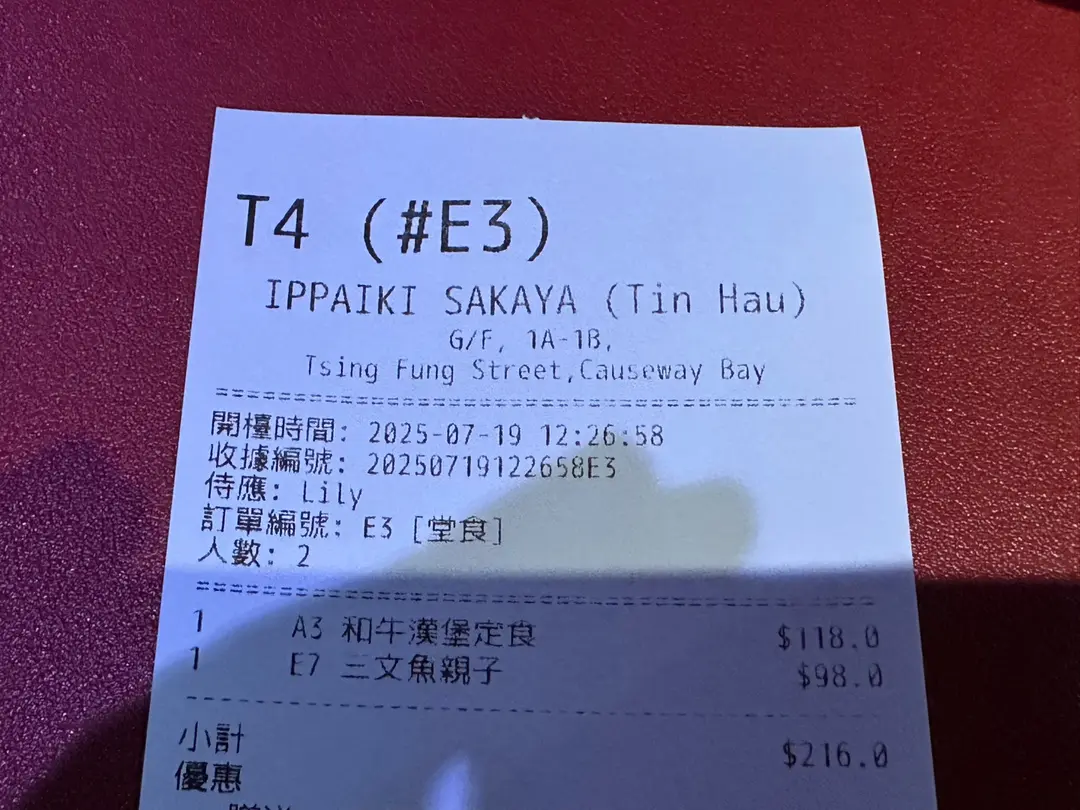 T4 (#E3)
IPPAIKI SAKAYA (Tin Hau)
G/F, 1A-1B,
Tsing Fung Street,Causeway Bay
開檯時間: 2025-07-19 12:26:58
收據編號: 20250719122658E3
侍應: Lily
訂單編號: E3 [堂食]
人數: 2
1 A3 和牛漢堡定食 $118.0
1 E7 三文魚親子 $98.0
小計 $216.0
優惠